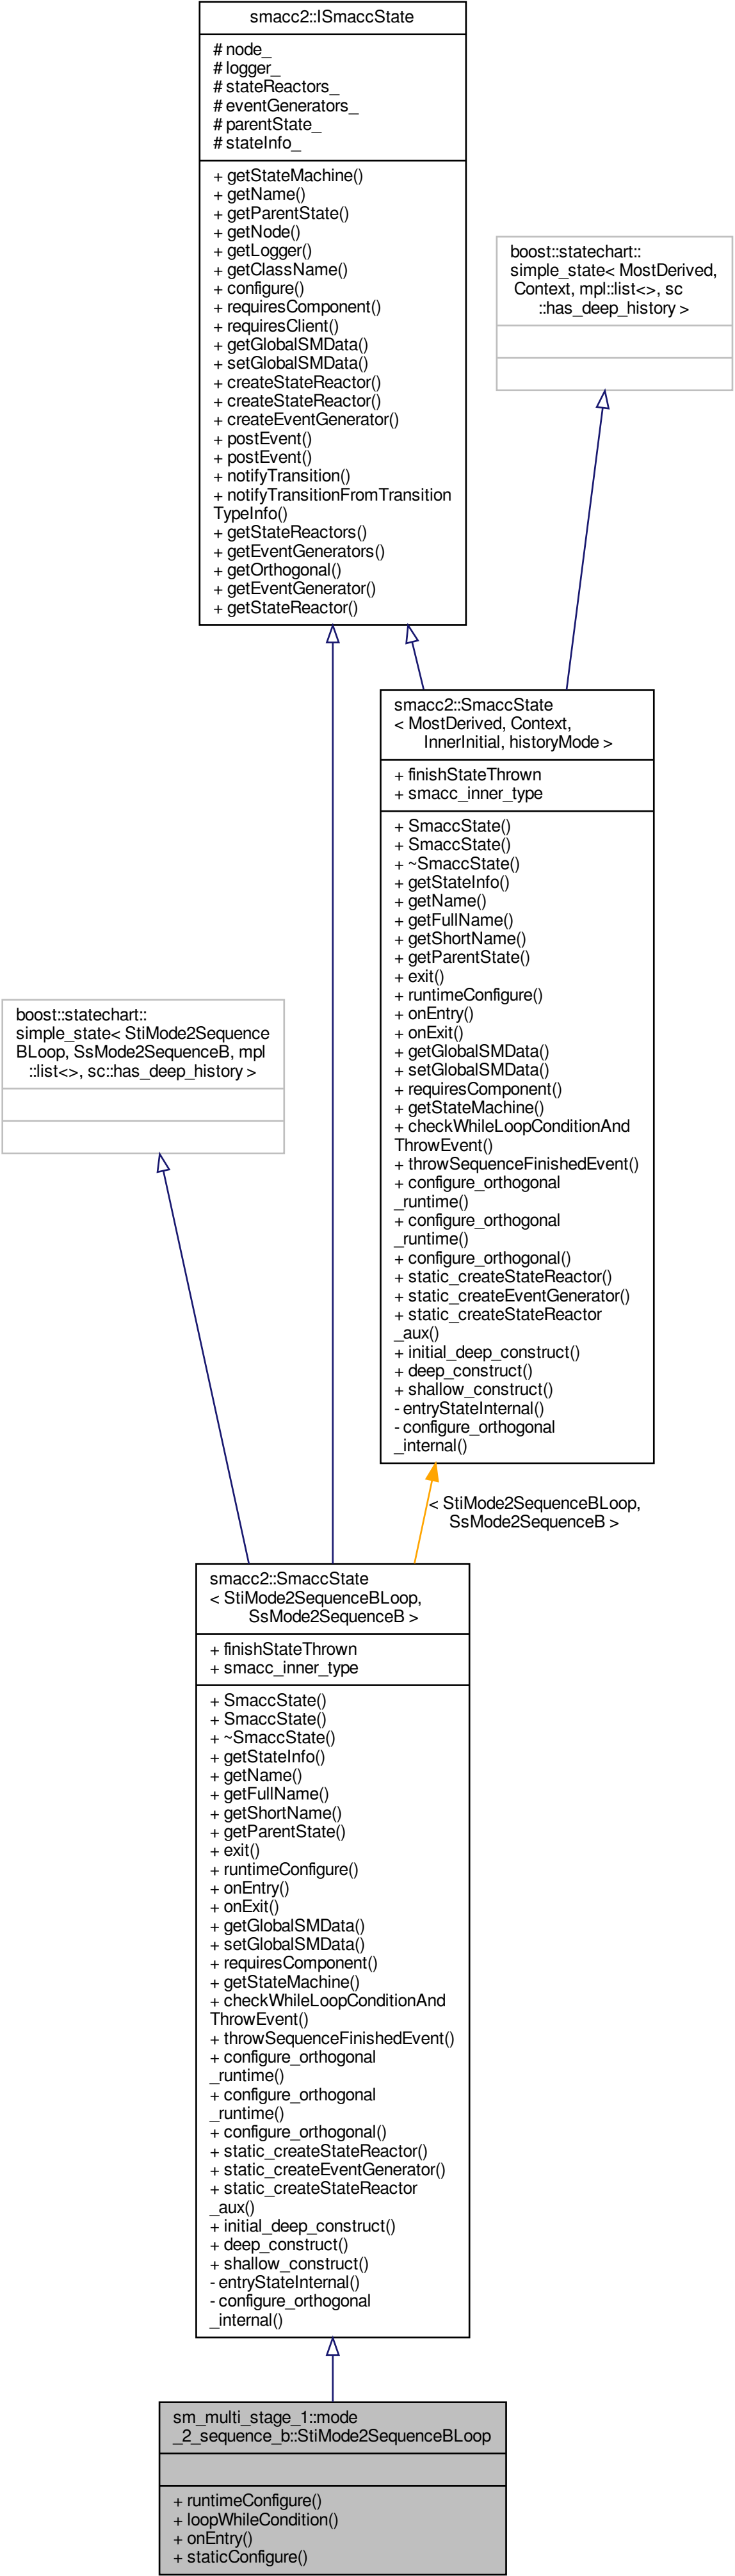 smacc2::ISmaccState
# node_
# logger_
# stateReactors_
# eventGenerators_
# parentState_
# stateInfo_
+ getStateMachine()
+ getName()
+ getParentState()
+ getNode()
+ getLogger()
+ getClassName()
+ configure()
+ requiresComponent()
+ requiresClient()
+ getGlobalSMData()
+ setGlobalSMData()
+ createStateReactor()
+ createStateReactor()
+ createEventGenerator()
+ postEvent()
+ postEvent()
+ notifyTransition()
+ notifyTransitionFromTransition
TypeInfo()
+ getStateReactors()
+ getEventGenerators()
+ getOrthogonal()
+ getEventGenerator()
+ getStateReactor()
boost::statechart::
simple_state< MostDerived,
Context, mpl::list<>, sc
::has_deep_history >
smacc2::SmaccState
< MostDerived, Context,
InnerInitial, historyMode >
+ finishStateThrown
+ smacc_inner_type
+ SmaccState()
+ SmaccState()
+ ~SmaccState()
+ getStateInfo()
+ getName()
+ getFullName()
+ getShortName()
+ getParentState()
+ exit()
+ runtimeConfigure()
+ onEntry()
+ onExit()
+ getGlobalSMData()
+ setGlobalSMData()
+ requiresComponent()
+ getStateMachine()
+ checkWhileLoopConditionAnd
ThrowEvent()
+ throwSequenceFinishedEvent()
+ configure_orthogonal
_runtime()
+ configure_orthogonal
_runtime()
+ configure_orthogonal()
+ static_createStateReactor()
+ static_createEventGenerator()
+ static_createStateReactor
_aux()
+ initial_deep_construct()
+ deep_construct()
+ shallow_construct()
- entryStateInternal()
- configure_orthogonal
_internal()
boost::statechart::
simple_state< StiMode2Sequence
BLoop, SsMode2SequenceB, mpl
::list<>, sc::has_deep_history >
< StiMode2SequenceBLoop,
SsMode2SequenceB >
smacc2::SmaccState
< StiMode2SequenceBLoop,
SsMode2SequenceB >
+ finishStateThrown
+ smacc_inner_type
+ SmaccState()
+ SmaccState()
+ ~SmaccState()
+ getStateInfo()
+ getName()
+ getFullName()
+ getShortName()
+ getParentState()
+ exit()
+ runtimeConfigure()
+ onEntry()
+ onExit()
+ getGlobalSMData()
+ setGlobalSMData()
+ requiresComponent()
+ getStateMachine()
+ checkWhileLoopConditionAnd
ThrowEvent()
+ throwSequenceFinishedEvent()
+ configure_orthogonal
_runtime()
+ configure_orthogonal
_runtime()
+ configure_orthogonal()
+ static_createStateReactor()
+ static_createEventGenerator()
+ static_createStateReactor
_aux()
+ initial_deep_construct()
+ deep_construct()
+ shallow_construct()
- entryStateInternal()
- configure_orthogonal
_internal()
sm_multi_stage_1::mode
_2_sequence_b::StiMode2SequenceBLoop
+ runtimeConfigure()
+ loopWhileCondition()
+ onEntry()
+ staticConfigure()